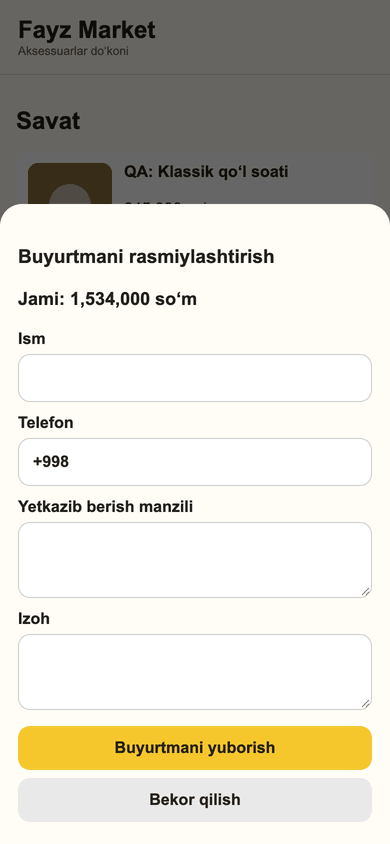 Fayz Market
Aksessuarlar do‘koni
Savat
QA: Klassik qo‘l soati
Buyurtmani rasmiylashtirish
Jami: 1,534,000 so‘m
Ism
Telefon
+998
Yetkazib berish manzili
Izoh
Buyurtmani yuborish
Bekor qilish